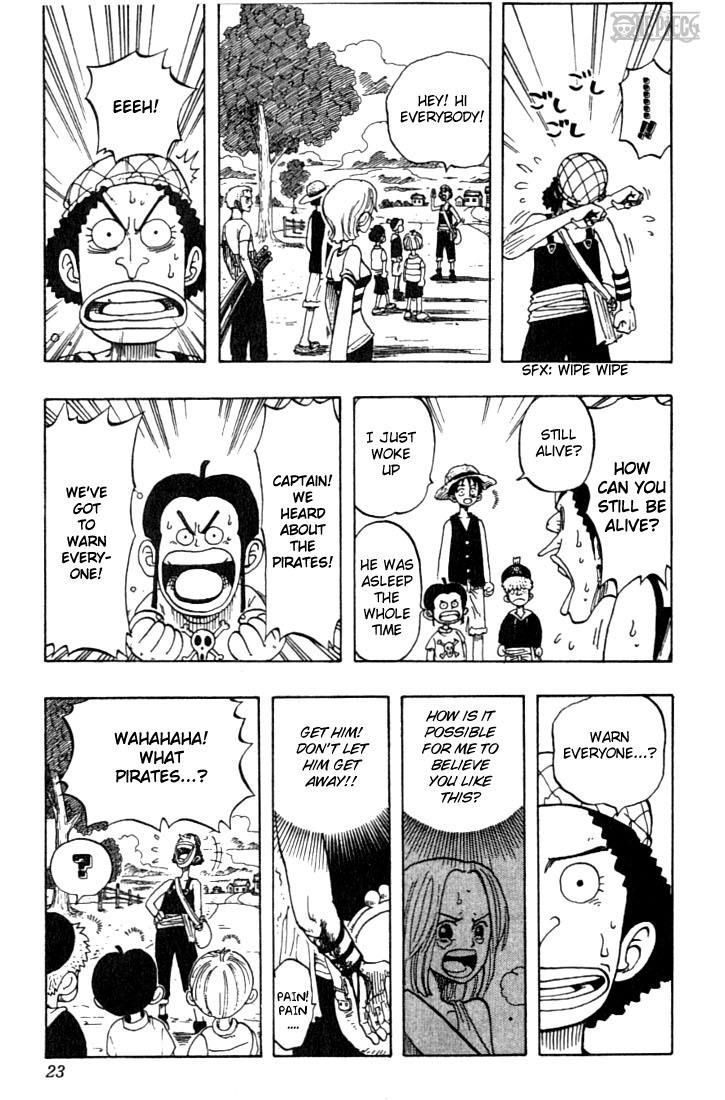 ONE PIECE
.......!!
ごし
ごし
SFX: WIPE WIPE
HEY! HI
EVERYBODY!
EEEH!
HOW
CAN YOU
STILL BE
ALIVE?
STILL
ALIVE?
I JUST
WOKE
UP
HE WAS
ASLEEP
THE
WHOLE
TIME
CAPTAIN!
WE
HEARD
ABOUT
THE
PIRATES!
WE'VE
GOT
TO
WARN
EVERY-
ONE!
WARN
EVERYONE...?
HOW IS IT
POSSIBLE
FOR ME TO
BELIEVE
YOU LIKE
THIS?
GET HIM!
DON'T LET
HIM GET
AWAY!!
PAIN!
PAIN
....
WAHAHAHA!
WHAT
PIRATES...?
?
23